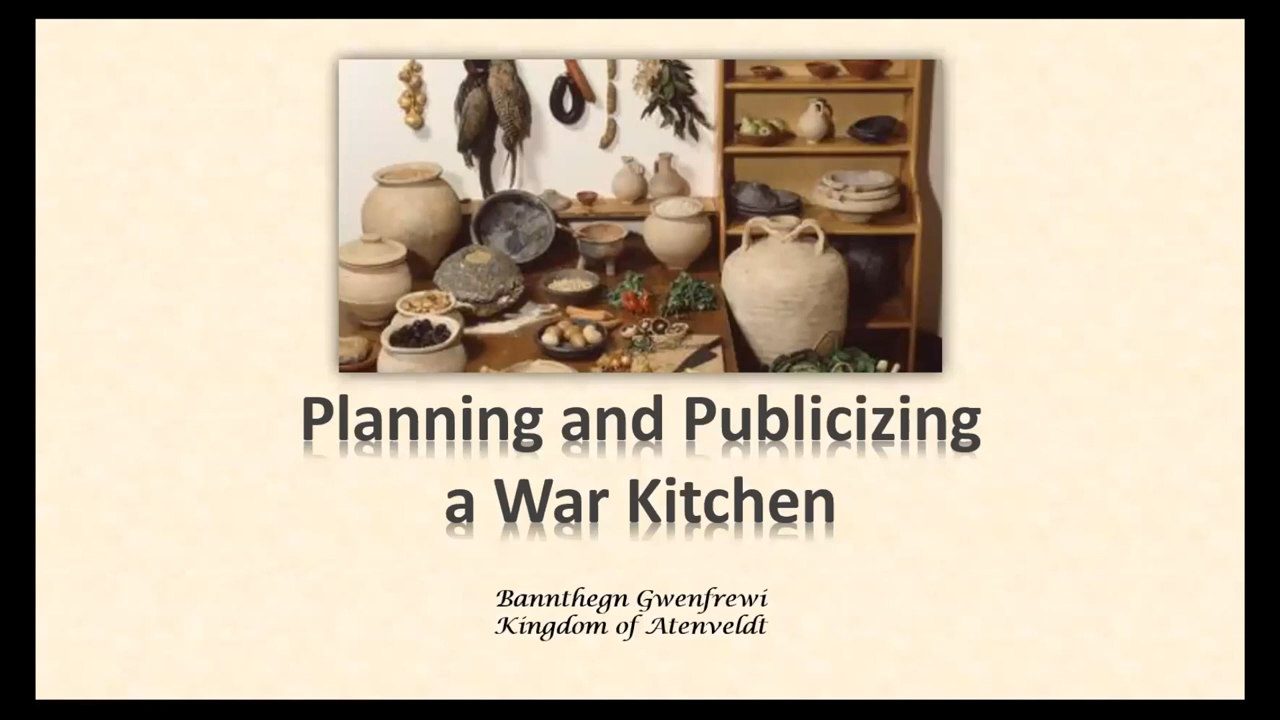 Planning and Publicizing
a War Kitchen
Bannthegn Gwenfrewi
Kingdom of Atenveldt